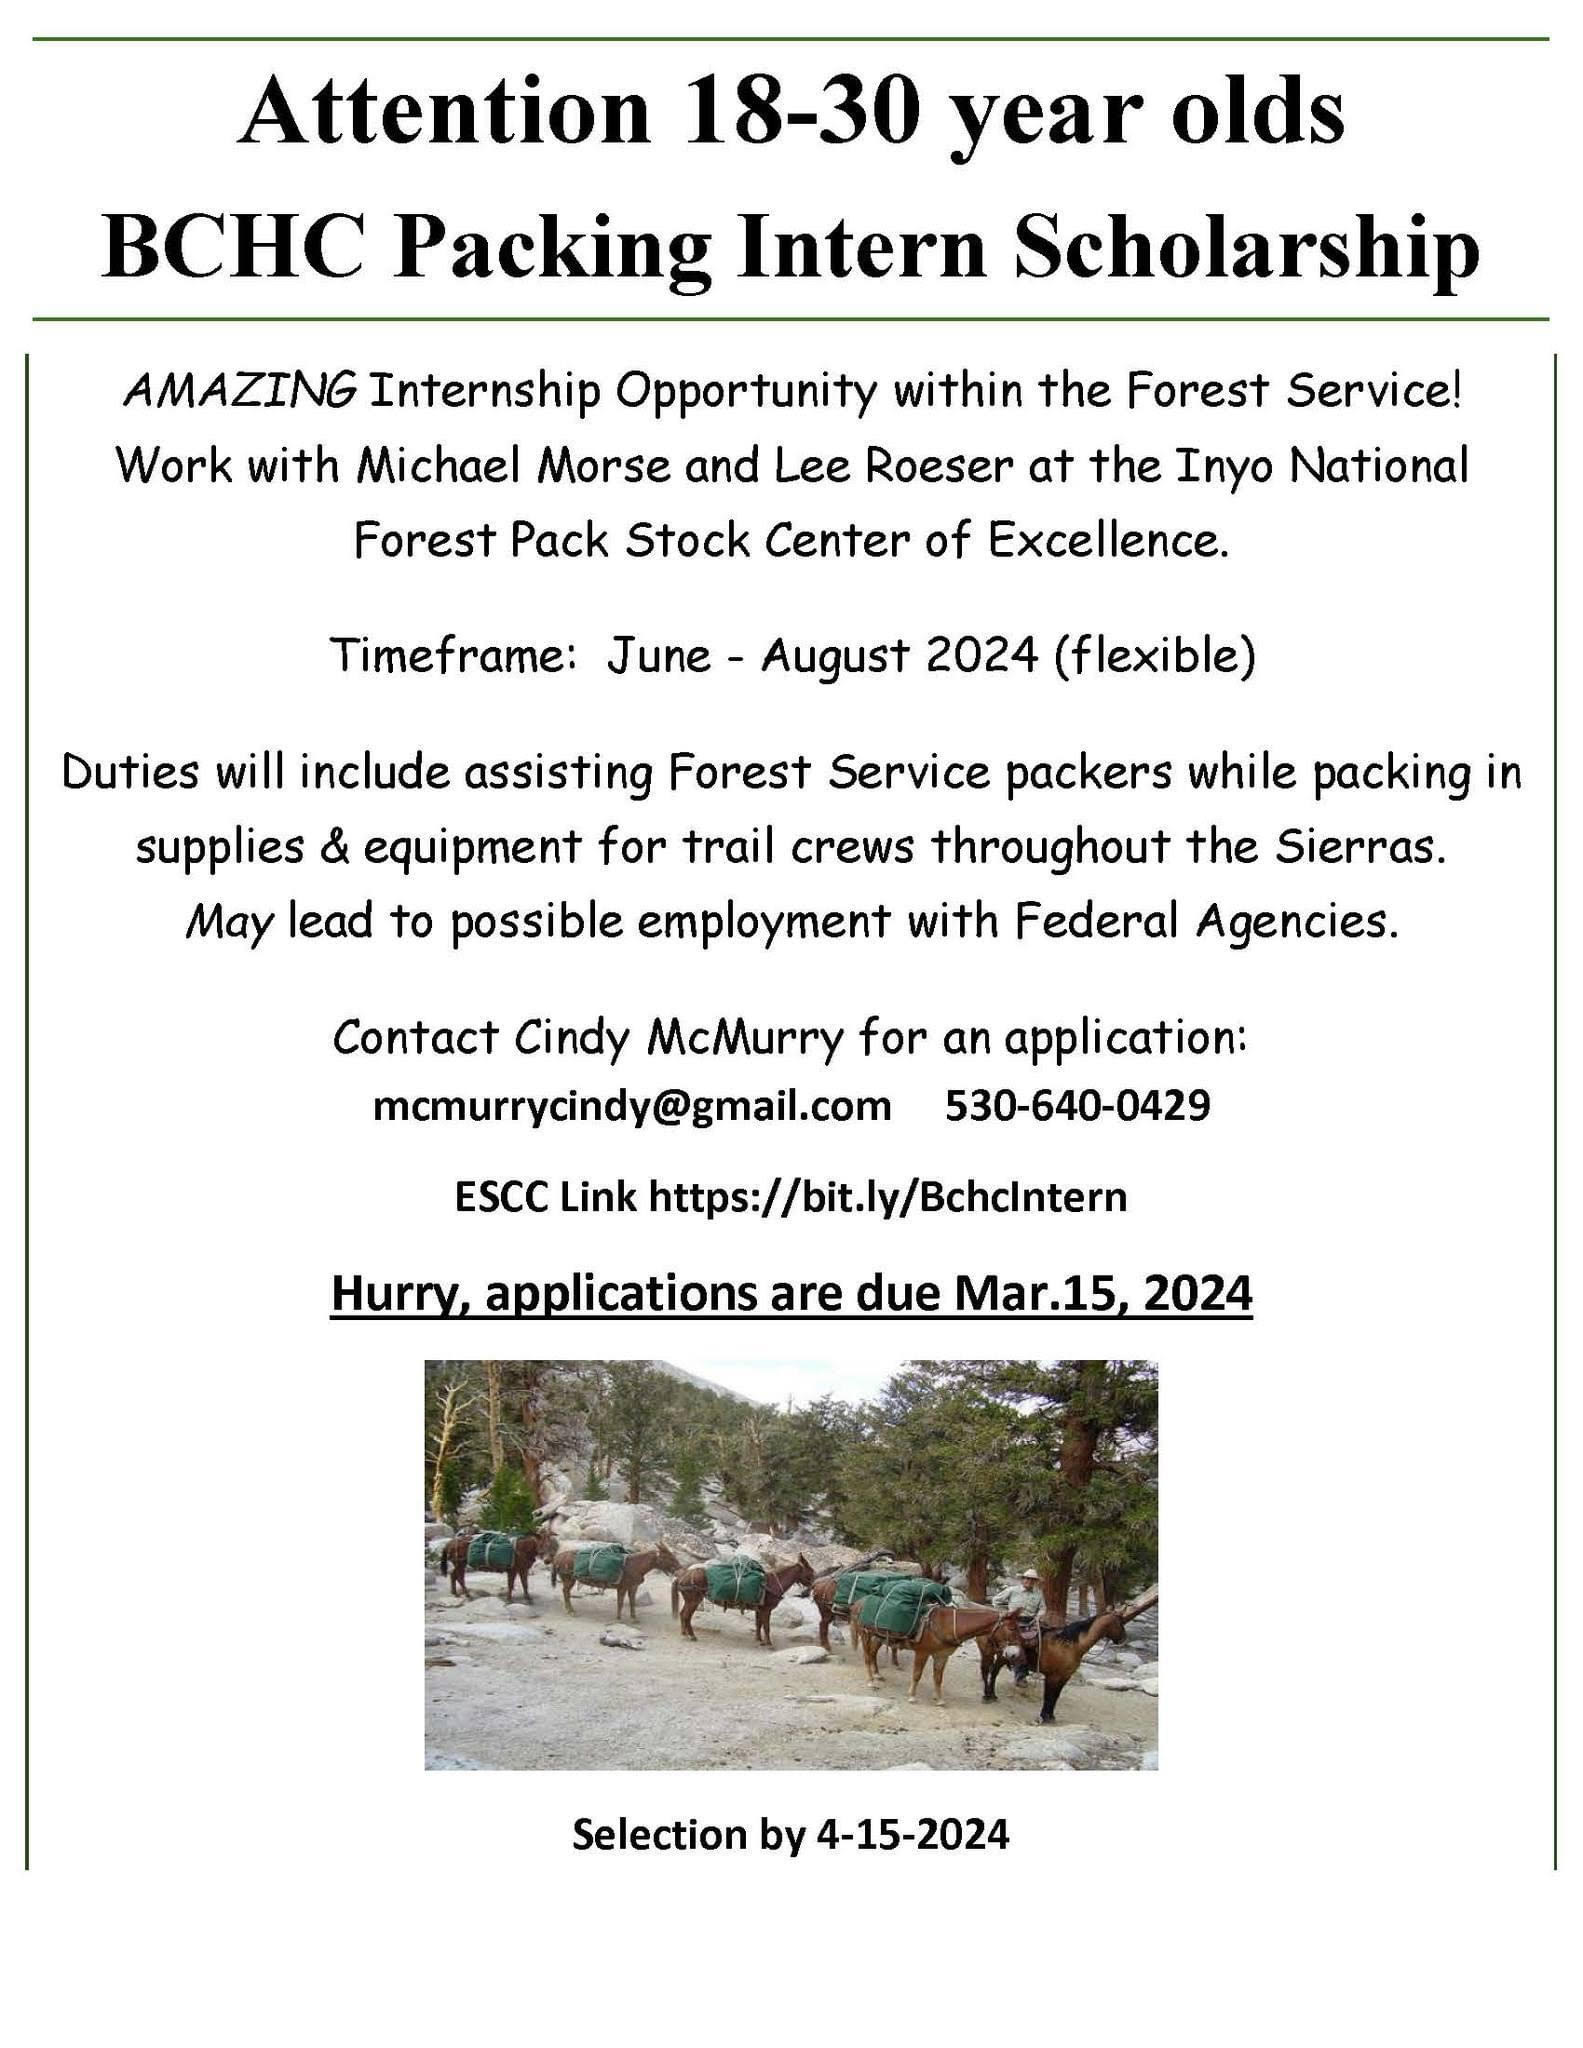 Attention 18-30 year olds
BCHC Packing Intern Scholarship
AMAZING Internship Opportunity within the Forest Service!
Work with Michael Morse and Lee Roeser at the Inyo National
Forest Pack Stock Center of Excellence.
Timeframe: June - August 2024 (flexible)
Duties will include assisting Forest Service packers while packing in
supplies & equipment for trail crews throughout the Sierras.
May lead to possible employment with Federal Agencies.
Contact Cindy McMurry for an application:
mcmurrycindy@gmail.com 530-640-0429
ESCC Link https://bit.ly/BchcIntern
Hurry, applications are due Mar.15, 2024
Selection by 4-15-2024